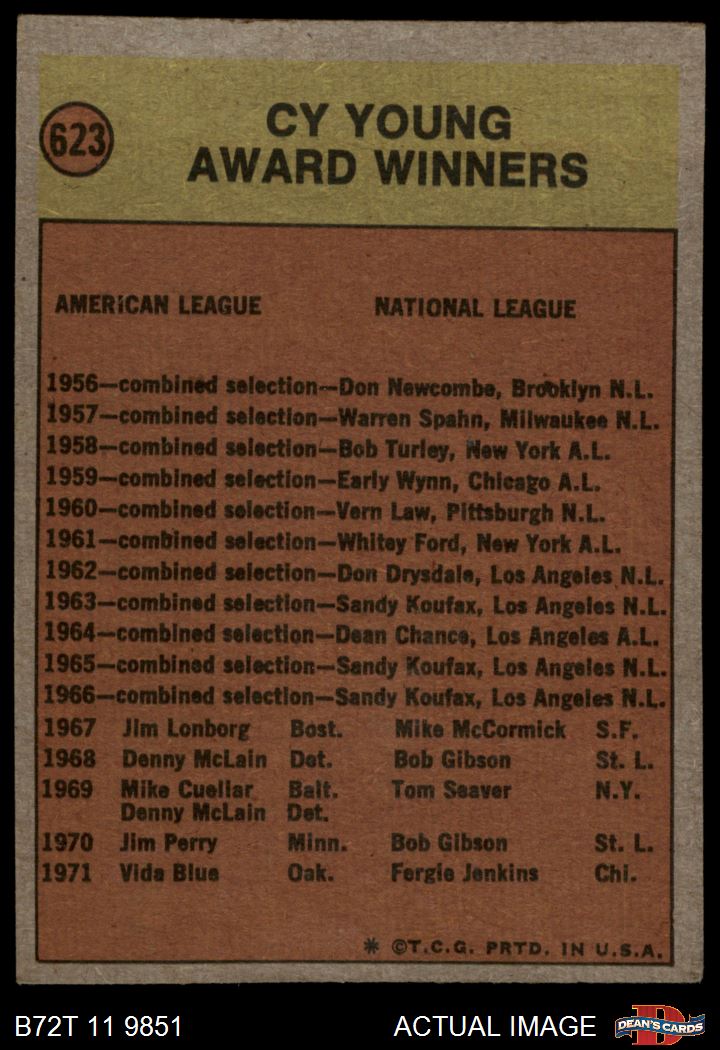 623
CY YOUNG
AWARD WINNERS
AMERICAN LEAGUE NATIONAL LEAGUE
1956—combined selection—Don Newcombe, Brooklyn N.L.
1957—combined selection—Warren Spahn, Milwaukee N.L.
1958—combined selection—Bob Turley, New York A.L.
1959—combined selection—Early Wynn, Chicago A.L.
1960—combined selection—Vern Law, Pittsburgh N.L.
1961—combined selection—Whitey Ford, New York A.L.
1962—combined selection—Don Drysdale, Los Angeles N.L.
1963—combined selection—Sandy Koufax, Los Angeles N.L.
1964—combined selection—Dean Chance, Los Angeles A.L.
1965—combined selection—Sandy Koufax, Los Angeles N.L.
1966—combined selection—Sandy Koufax, Los Angeles N.L.
1967 Jim Lonborg Bost. Mike McCormick S.F.
1968 Denny McLain Det. Bob Gibson St. L.
1969 Mike Cuellar Balt. Tom Seaver N.Y.
Denny McLain Det.
1970 Jim Perry Minn. Bob Gibson St. L.
1971 Vida Blue Oak. Fergie Jenkins Chi.
* ©T.C.G. PRTD. IN U.S.A.
B72T 11 9851 ACTUAL IMAGE D DEAN'S CARDS